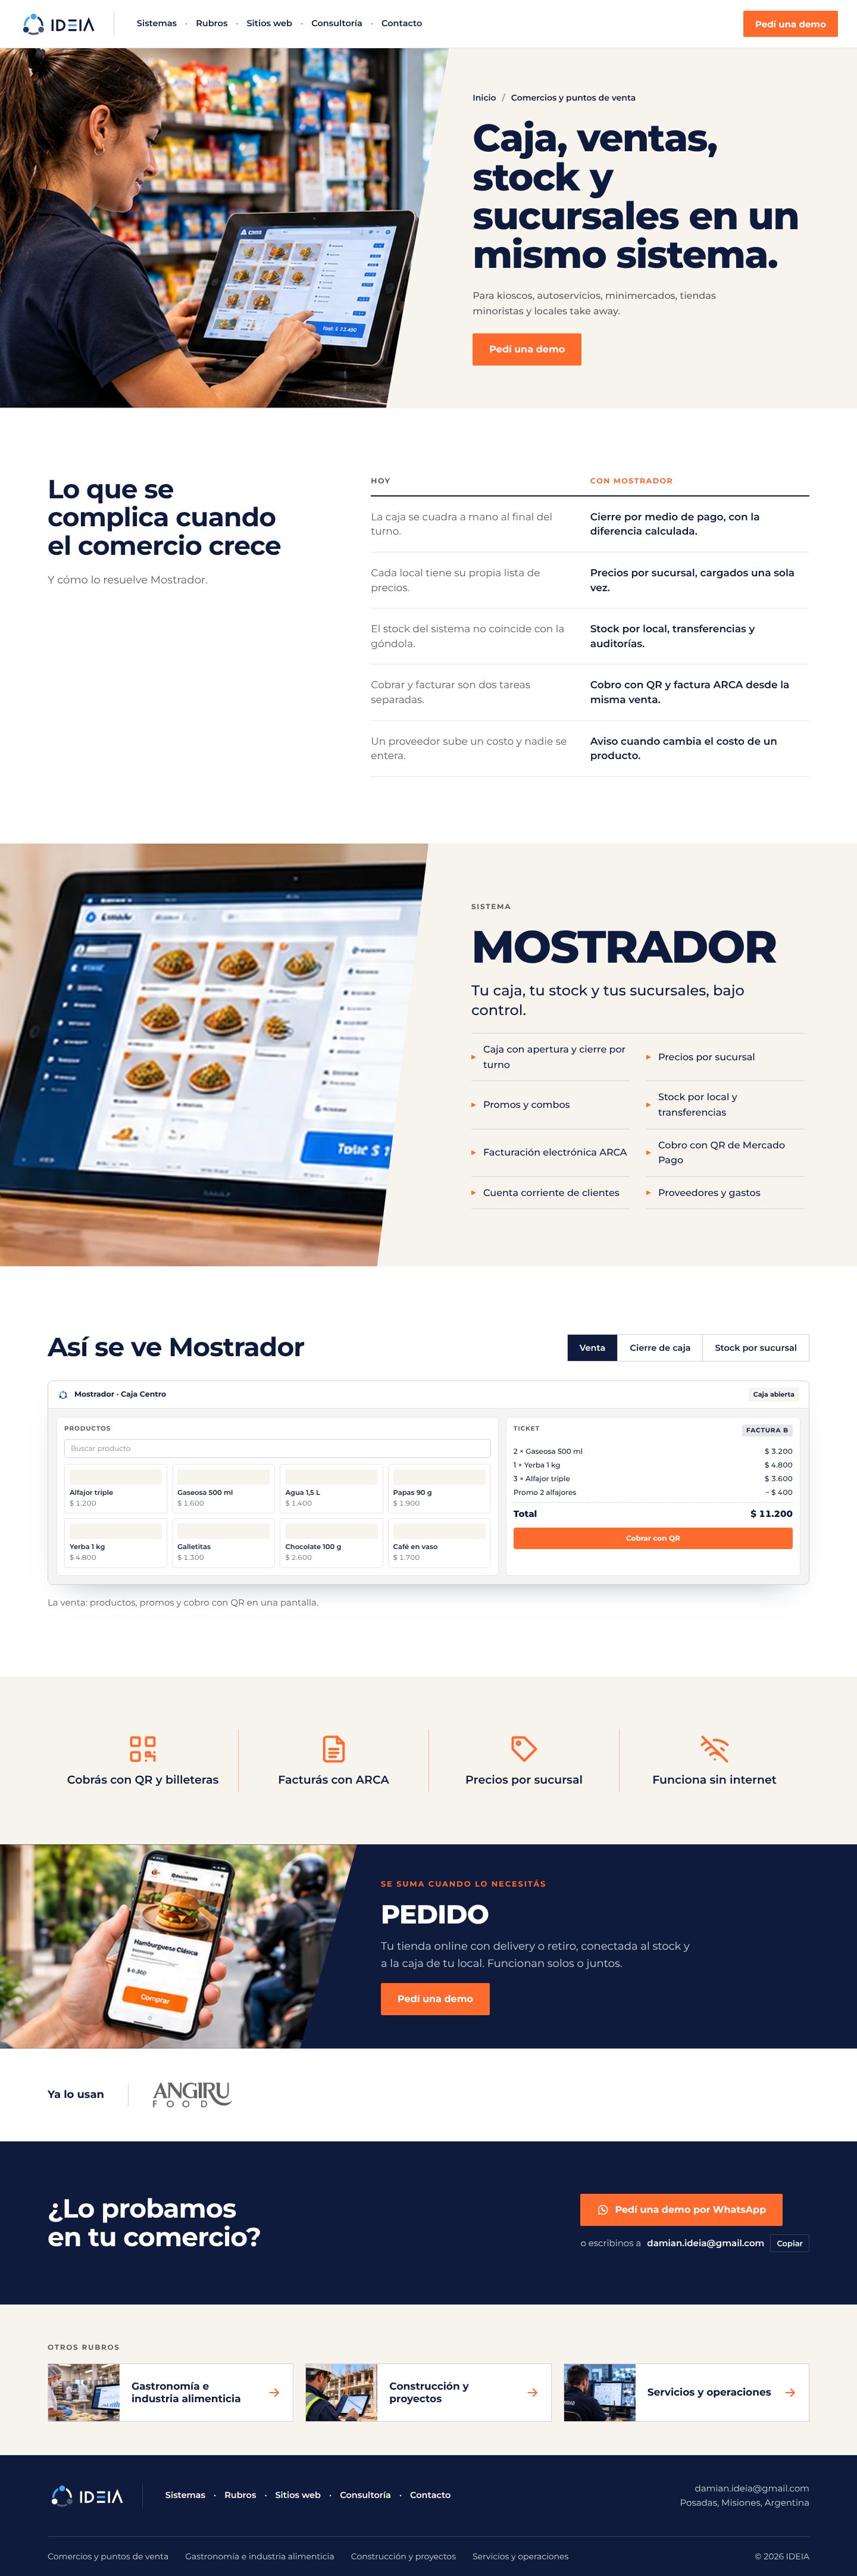 IDEIA
Sistemas · Rubros · Sitios web · Consultoría · Contacto
Pedí una demo
Inicio / Comercios y puntos de venta
Caja, ventas,
stock y
sucursales en un
mismo sistema.
Para kioscos, autoservicios, minimercados, tiendas
minoristas y locales take away.
Pedí una demo
Lo que se
complica cuando
el comercio crece
Y cómo lo resuelve Mostrador.
HOY
CON MOSTRADOR
La caja se cuadra a mano al final del
turno.
Cierre por medio de pago, con la
diferencia calculada.
Cada local tiene su propia lista de
precios.
Precios por sucursal, cargados una sola
vez.
El stock del sistema no coincide con la
góndola.
Stock por local, transferencias y
auditorías.
Cobrar y facturar son dos tareas
separadas.
Cobro con QR y factura ARCA desde la
misma venta.
Un proveedor sube un costo y nadie se
entera.
Aviso cuando cambia el costo de un
producto.
SISTEMA
MOSTRADOR
Tu caja, tu stock y tus sucursales, bajo
control.
Caja con apertura y cierre por
turno
Precios por sucursal
Promos y combos
Stock por local y
transferencias
Facturación electrónica ARCA
Cobro con QR de Mercado
Pago
Cuenta corriente de clientes
Proveedores y gastos
Así se ve Mostrador
Venta
Cierre de caja
Stock por sucursal
Mostrador · Caja Centro
Caja abierta
PRODUCTOS
Buscar producto
Alfajor triple
$ 1.200
Gaseosa 500 ml
$ 1.600
Agua 1,5 L
$ 1.400
Papas 90 g
$ 1.900
Yerba 1 kg
$ 4.800
Galletitas
$ 1.300
Chocolate 100 g
$ 2.600
Café en vaso
$ 1.700
TICKET
FACTURA B
2 × Gaseosa 500 ml $ 3.200
1 × Yerba 1 kg $ 4.800
3 × Alfajor triple $ 3.600
Promo 2 alfajores − $ 400
Total $ 11.200
Cobrar con QR
La venta: productos, promos y cobro con QR en una pantalla.
Cobrás con QR y billeteras
Facturás con ARCA
Precios por sucursal
Funciona sin internet
Hamburguesa Clásica
Comprar
SE SUMA CUANDO LO NECESITÁS
PEDIDO
Tu tienda online con delivery o retiro, conectada al stock y
a la caja de tu local. Funcionan solos o juntos.
Pedí una demo
Ya lo usan
ANGIRU
FOOD
¿Lo probamos
en tu comercio?
Pedí una demo por WhatsApp
o escribinos a damian.ideia@gmail.com Copiar
OTROS RUBROS
Gastronomía e
industria alimenticia
Construcción y
proyectos
Servicios y operaciones
IDEIA
Sistemas · Rubros · Sitios web · Consultoría · Contacto
damian.ideia@gmail.com
Posadas, Misiones, Argentina
Comercios y puntos de venta
Gastronomía e industria alimenticia
Construcción y proyectos
Servicios y operaciones
© 2026 IDEIA